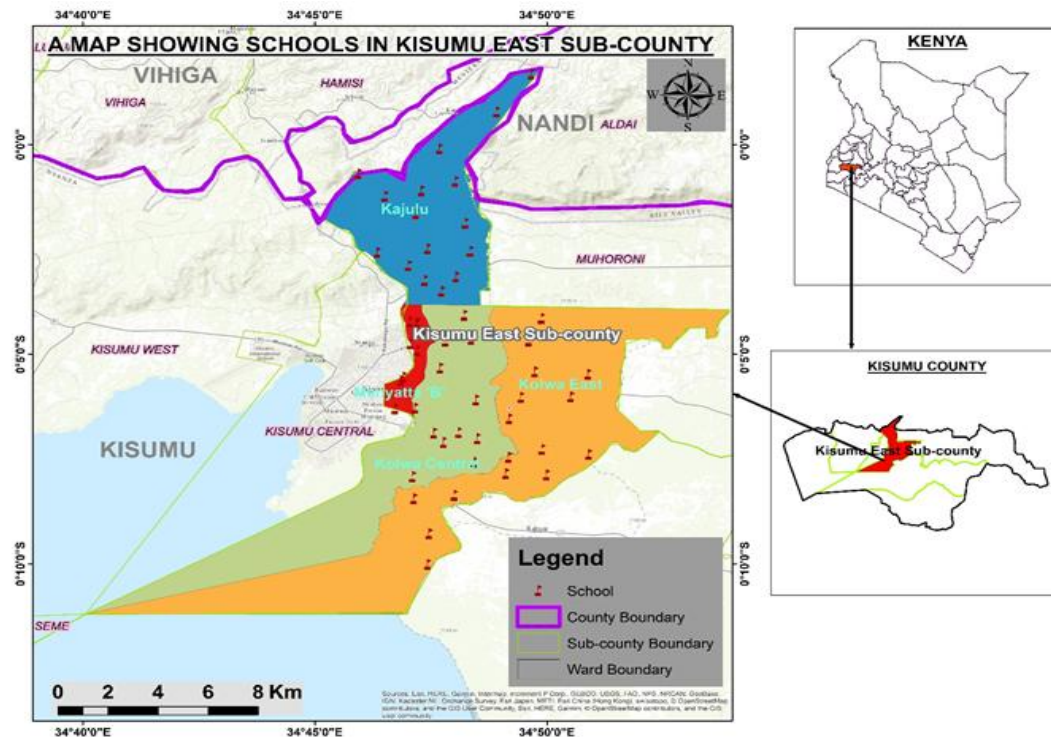 34°40'0"E 34°45'0"E 34°50'0"E
A MAP SHOWING SCHOOLS IN KISUMU EAST SUB-COUNTY
VIHIGA
HAMISI
VIHIGA
NANDI
ALDAI
N
W E
S
0°0'0"
0°0'0"
Kajulu
MUHORONI
Kisumu East Sub-county
KISUMU WEST
0°5'0"S
0°5'0"S
Kolwa East
Manyatta 'B'
KISUMU CENTRAL
KISUMU
Kolwa Central
0°10'0"S
0°10'0"S
SEME
Legend
School
County Boundary
Sub-county Boundary
Ward Boundary
0 2 4 6 8 Km
34°40'0"E 34°45'0"E 34°50'0"E
KENYA
KISUMU COUNTY
Kisumu East Sub-county